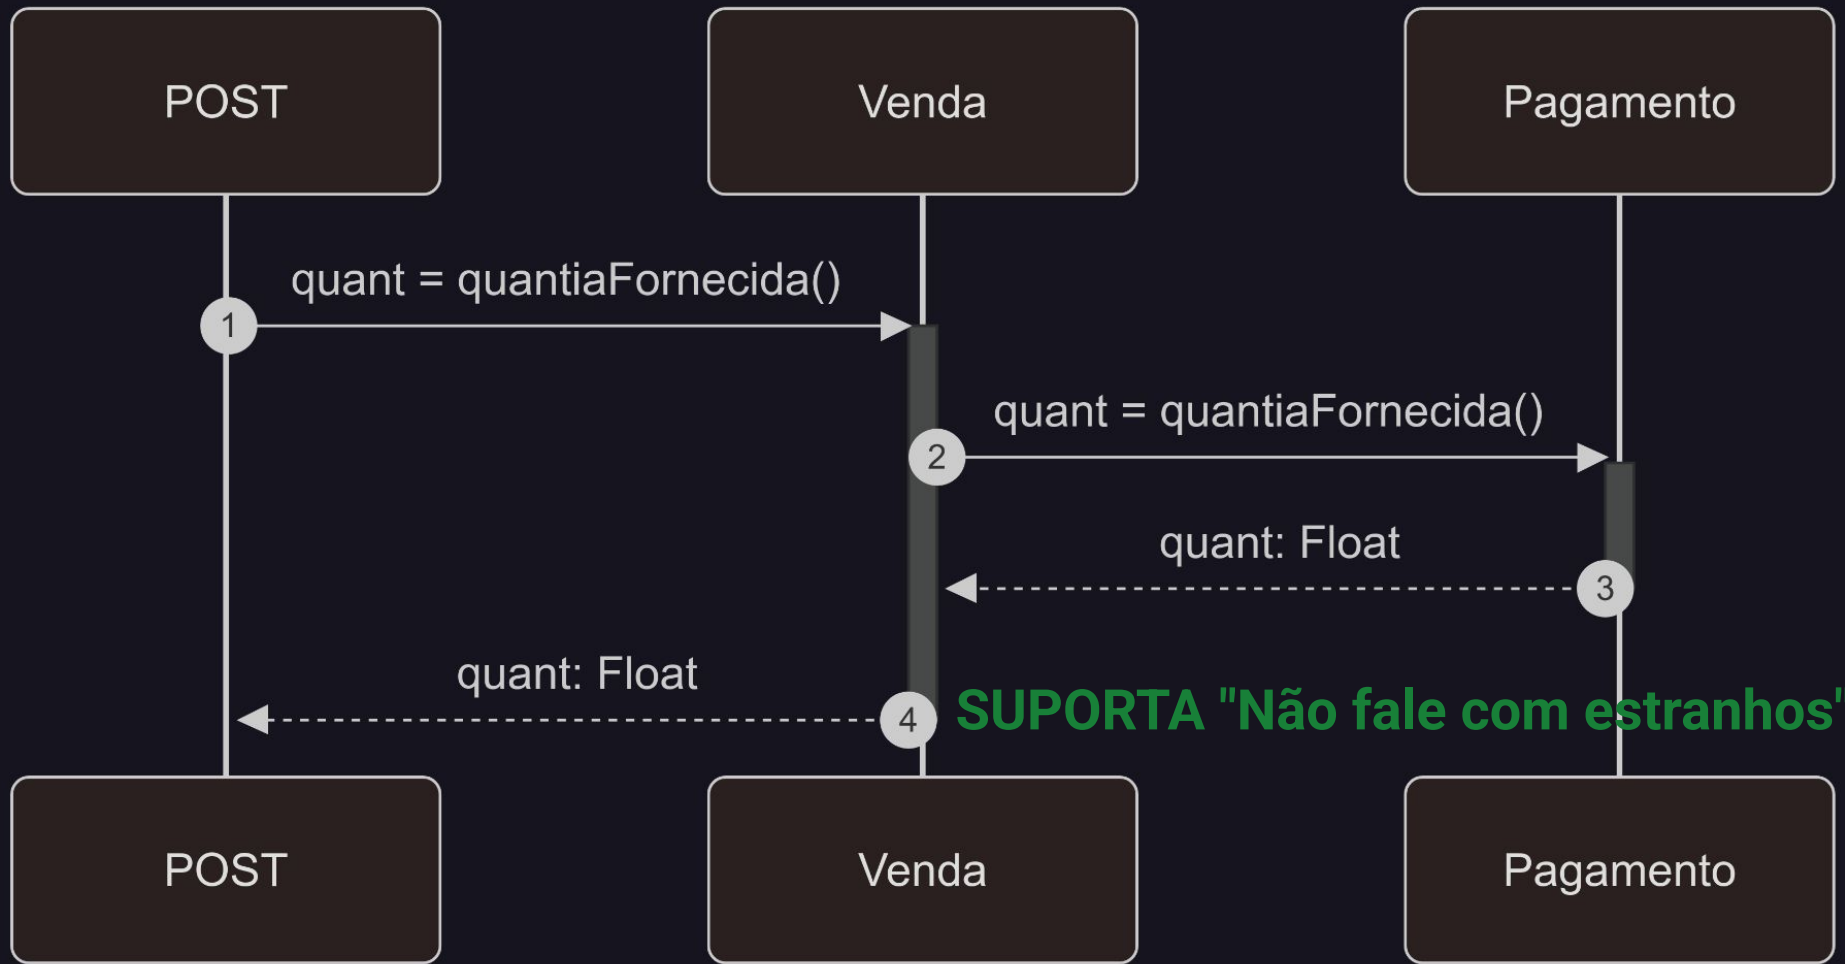 POST
Venda
Pagamento
quant = quantiaFornecida()
1
quant = quantiaFornecida()
2
quant: Float
3
quant: Float
4
SUPORTA "Não fale com estranhos"
POST
Venda
Pagamento